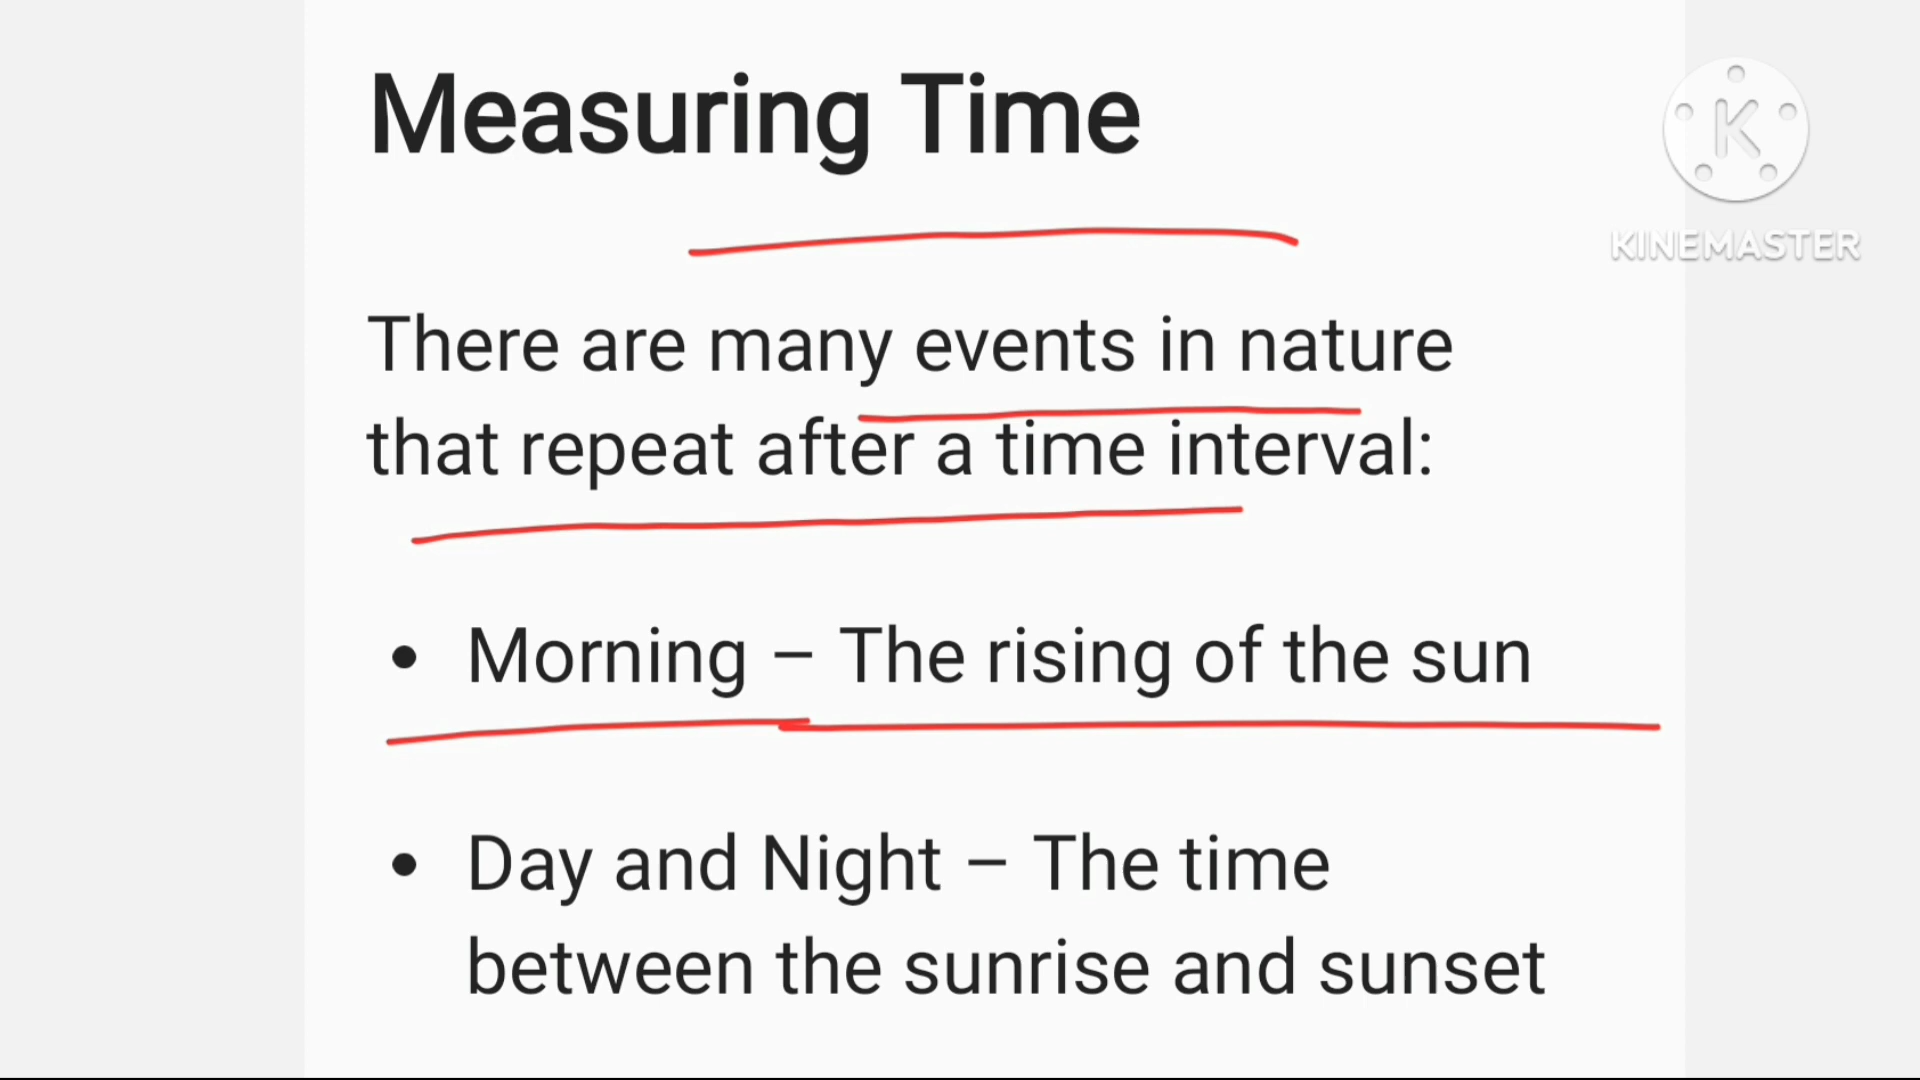 Measuring Time
K
KINEMASTER
There are many events in nature
that repeat after a time interval:
• Morning – The rising of the sun
• Day and Night – The time
between the sunrise and sunset